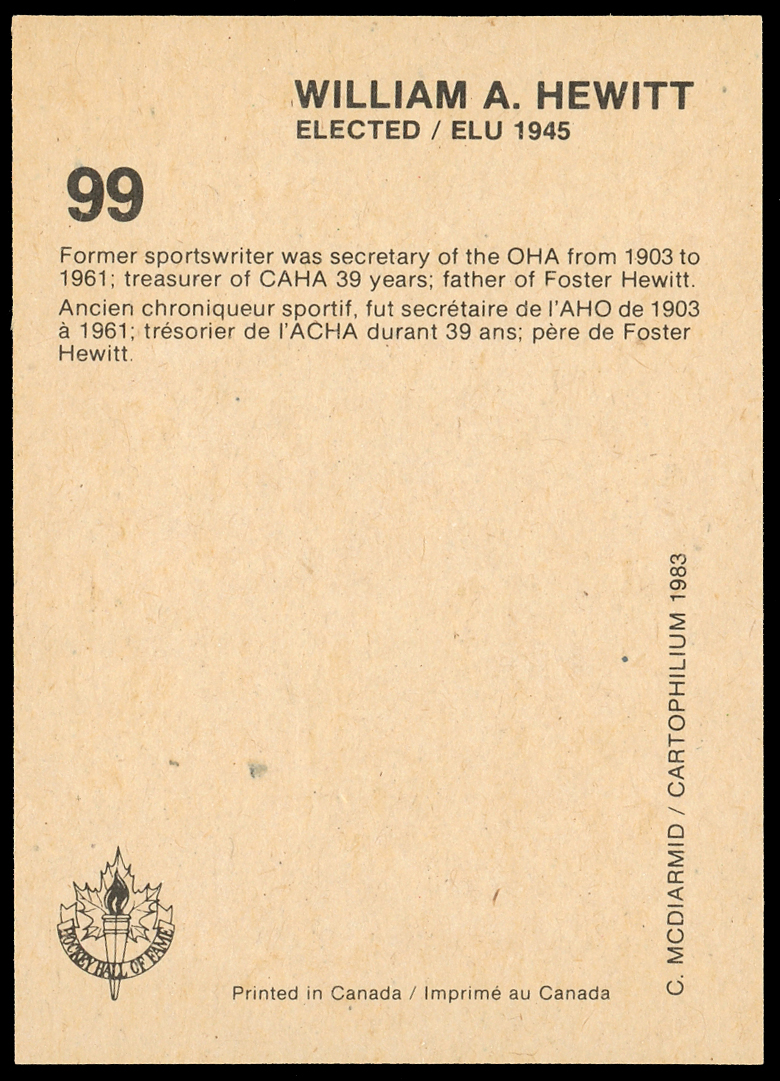 WILLIAM A. HEWITT
ELECTED / ELU 1945
99
Former sportswriter was secretary of the OHA from 1903 to
1961; treasurer of CAHA 39 years; father of Foster Hewitt.
Ancien chroniqueur sportif, fut secrétaire de l'AHO de 1903
à 1961; trésorier de l'ACHA durant 39 ans; père de Foster
Hewitt.
C. MCDIARMID / CARTOPHILIUM 1983
HOCKEY HALL OF FAME
Printed in Canada / Imprimé au Canada